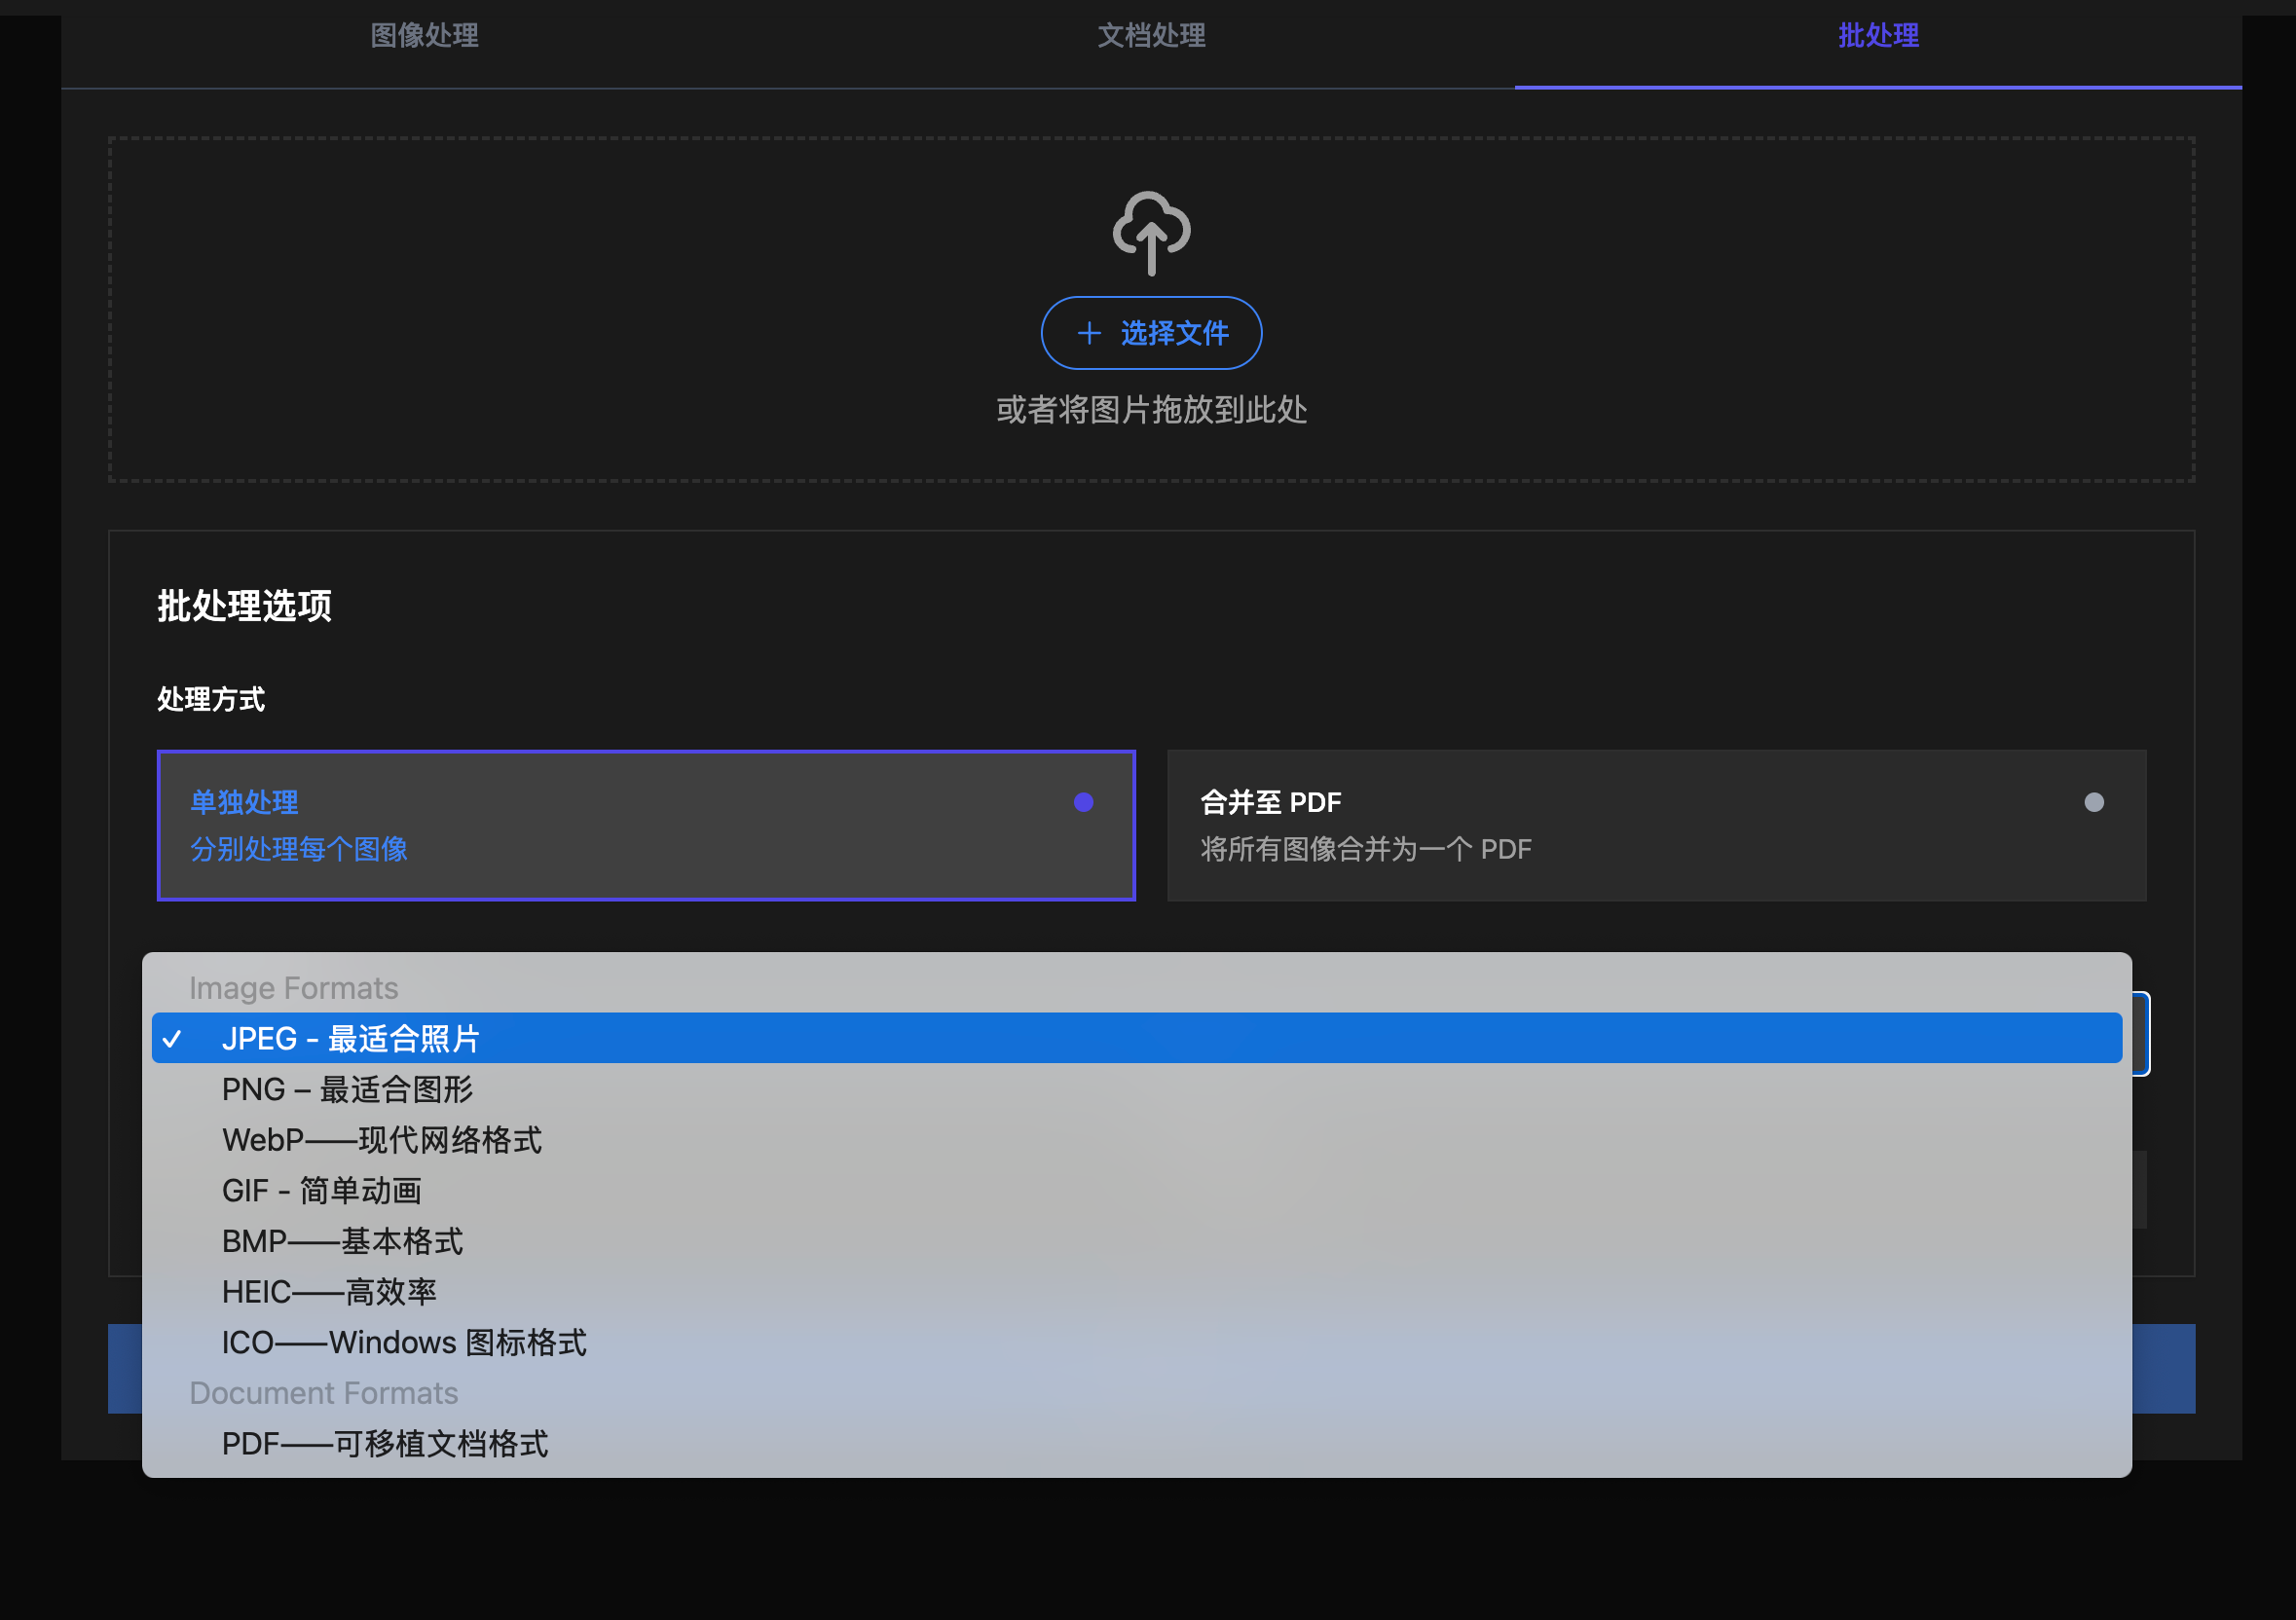 图像处理
文档处理
批处理
选择文件
或者将图片拖放到此处
批处理选项
处理方式
单独处理
分别处理每个图像
合并至 PDF
将所有图像合并为一个 PDF
Image Formats
JPEG - 最适合照片
PNG – 最适合图形
WebP——现代网络格式
GIF - 简单动画
BMP——基本格式
HEIC——高效率
ICO——Windows 图标格式
Document Formats
PDF——可移植文档格式